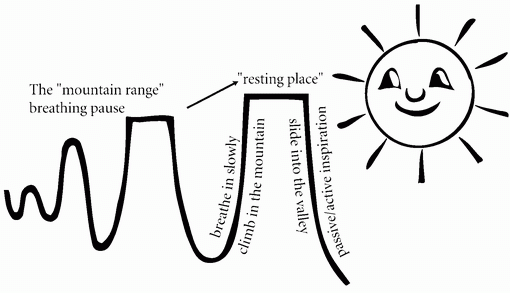 The "mountain range"
breathing pause
"resting place"
breathe in slowly
climb in the mountain
slide into the valley
passive/active inspiration